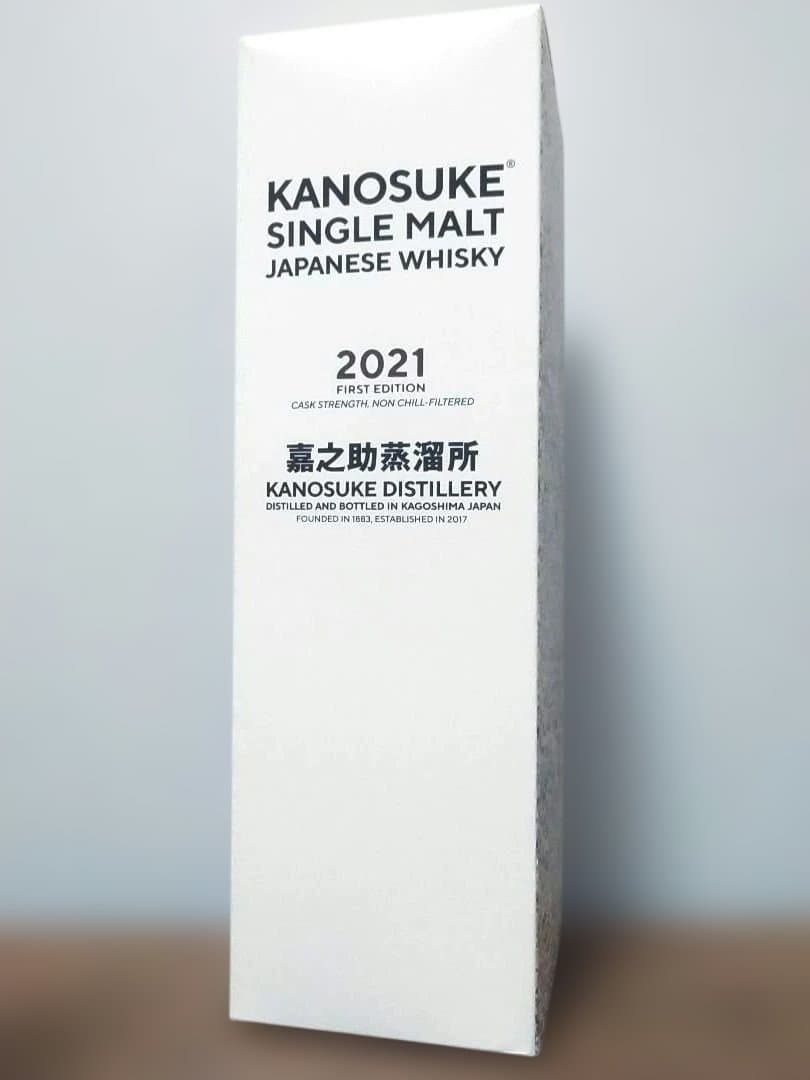 KANOSUKE®
SINGLE MALT
JAPANESE WHISKY
2021
FIRST EDITION
CASK STRENGTH, NON CHILL-FILTERED
嘉之助蒸溜所
KANOSUKE DISTILLERY
DISTILLED AND BOTTLED IN KAGOSHIMA JAPAN
FOUNDED IN 1883, ESTABLISHED IN 2017